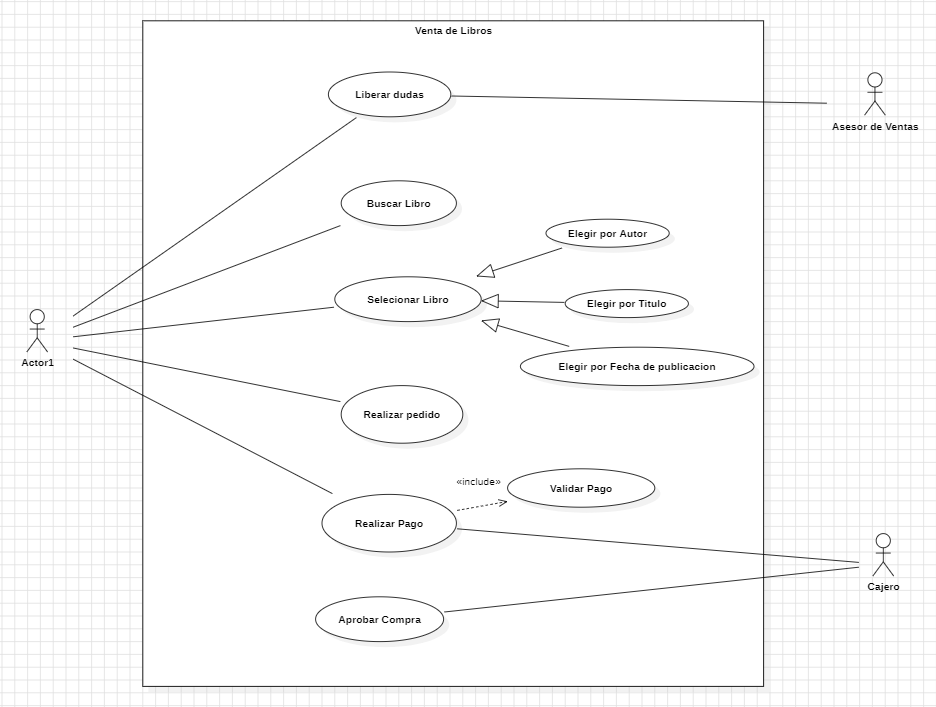 Venta de Libros
Liberar dudas
Asesor de Ventas
Buscar Libro
Elegir por Autor
Selecionar Libro
Elegir por Titulo
Actor1
Elegir por Fecha de publicacion
Realizar pedido
«include»
Validar Pago
Realizar Pago
Cajero
Aprobar Compra